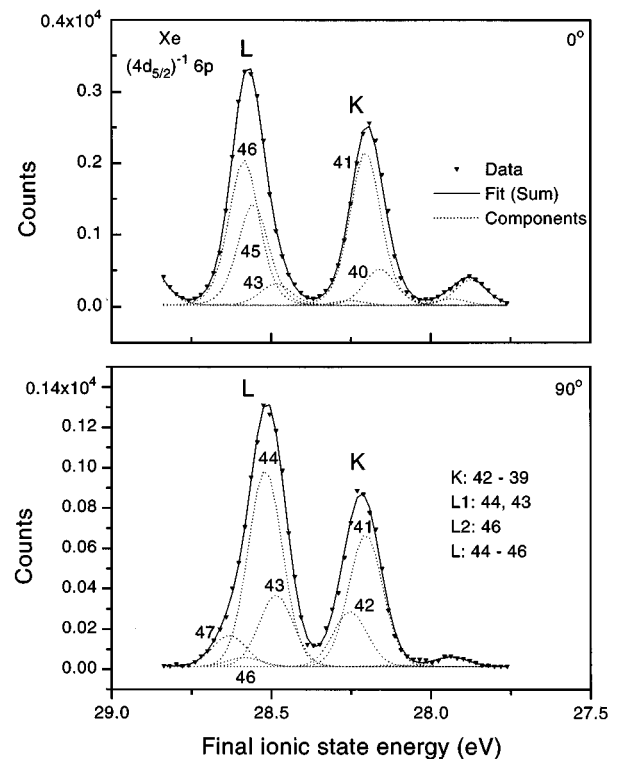 0.4x10⁴
Xe
(4d₅/₂)⁻¹ 6p
L
K
0°
0.3
0.2
0.1
0.0
Counts
46
45
43
41
40
Data
Fit (Sum)
Components
0.14x10⁴
L
K
90°
0.12
0.10
0.08
0.06
0.04
0.02
0.00
Counts
44
43
47
46
41
42
K: 42 - 39
L1: 44, 43
L2: 46
L: 44 - 46
29.0 28.5 28.0 27.5
Final ionic state energy (eV)